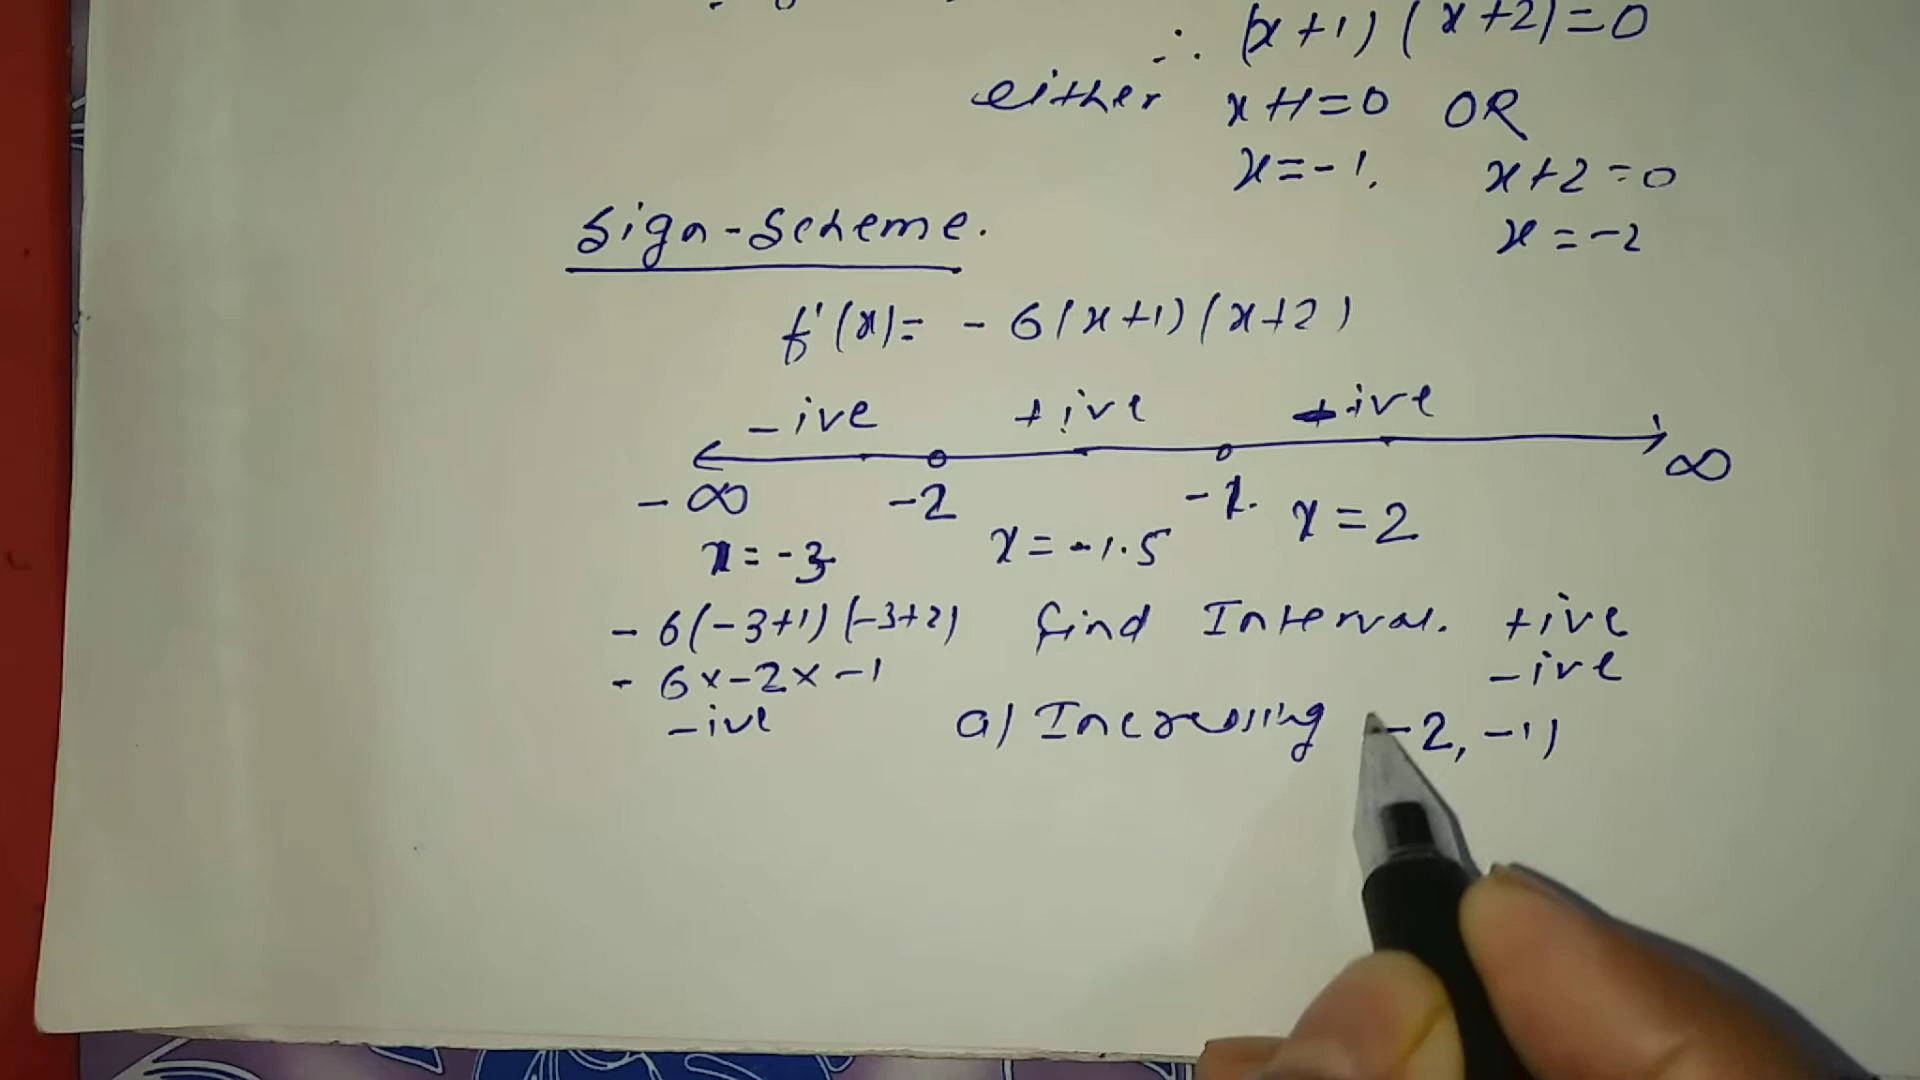 ∴ (x+1) (x+2)=0
either x+1=0 OR
x=-1. x+2=0
x=-2
Sign-Scheme.
f'(x)= -6(x+1)(x+2)
-ive +ive -ive
-∞ -2 -1. ∞
x=-3 x=-1.5 x=2
-6(-3+1)(-3+2) find Interval. +ive
-6x-2x-1 -ive
-ive a) Increasing -2, -1)